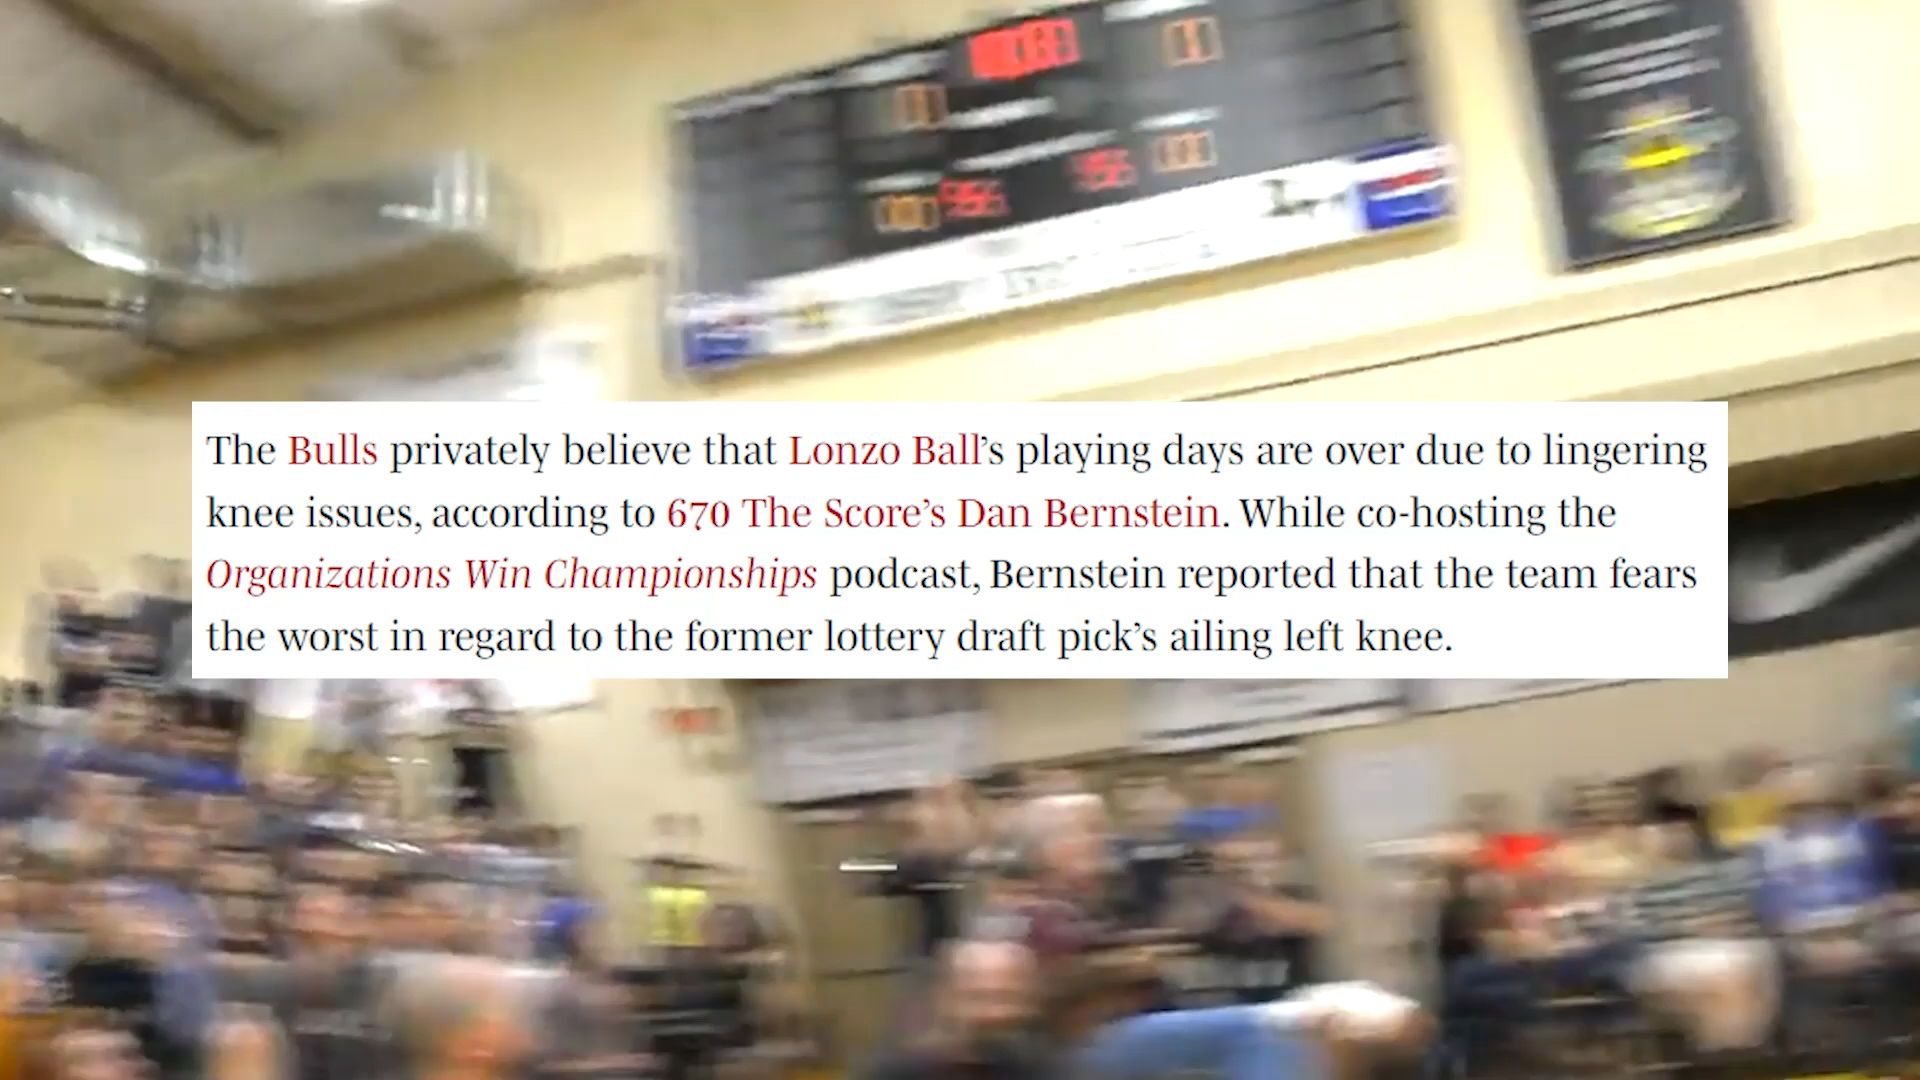 The Bulls privately believe that Lonzo Ball’s playing days are over due to lingering
knee issues, according to 670 The Score’s Dan Bernstein. While co-hosting the
Organizations Win Championships podcast, Bernstein reported that the team fears
the worst in regard to the former lottery draft pick’s ailing left knee.